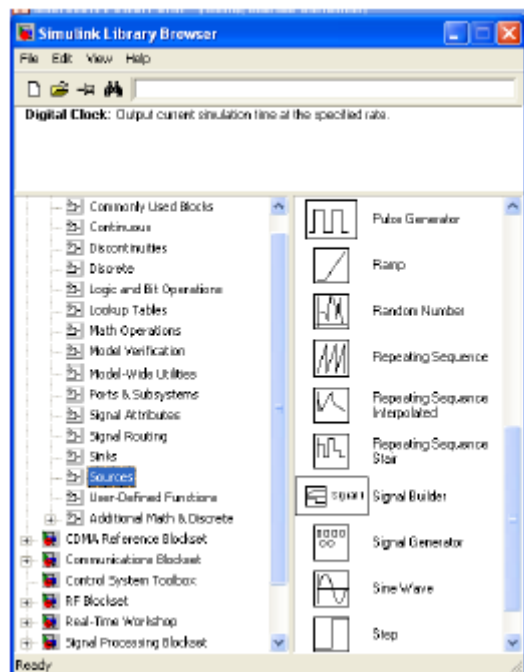 Simulink Library Browser
File Edit View Help
Digital Clock: Output current simulation time at the specified rate.
Commonly Used Blocks
Continuous
Discontinuities
Discrete
Logic and Bit Operations
Lookup Tables
Math Operations
Model Verification
Model-Wide Utilities
Ports & Subsystems
Signal Attributes
Signal Routing
Sinks
Sources
User-Defined Functions
Additional Math & Discrete
CDMA Reference Blockset
Communications Blockset
Control System Toolbox
RF Blockset
Real-Time Workshop
Signal Processing Blockset
Pulse Generator
Ramp
Random Number
Repeating Sequence
Repeating Sequence
Interpolated
Repeating Sequence
Stair
Signal Builder
Signal Generator
Sine Wave
Step
Ready